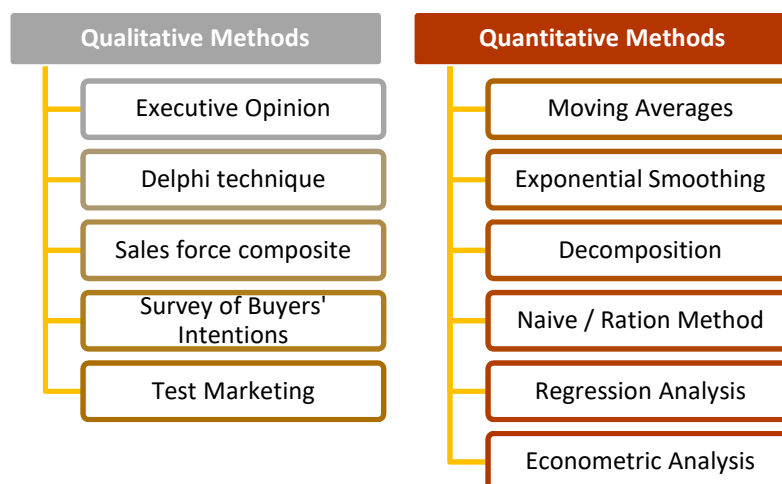 Qualitative Methods
Executive Opinion
Delphi technique
Sales force composite
Survey of Buyers'
Intentions
Test Marketing
Quantitative Methods
Moving Averages
Exponential Smoothing
Decomposition
Naive / Ration Method
Regression Analysis
Econometric Analysis